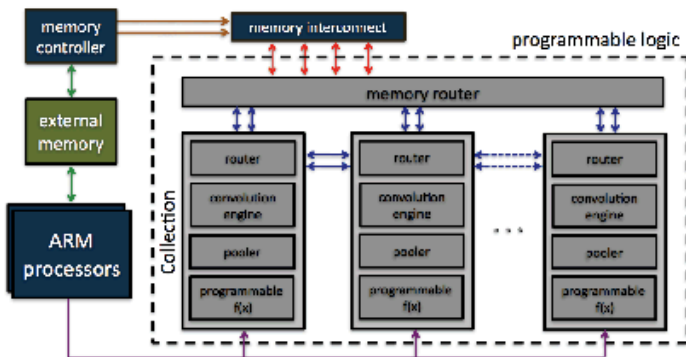 memory
controller
memory interconnect
programmable logic
memory router
external
memory
ARM
processors
Collection
router
convolution
engine
pooler
programmable
f(x)
router
convolution
engine
pooler
programmable
f(x)
. . .
router
convolution
engine
pooler
programmable
f(x)